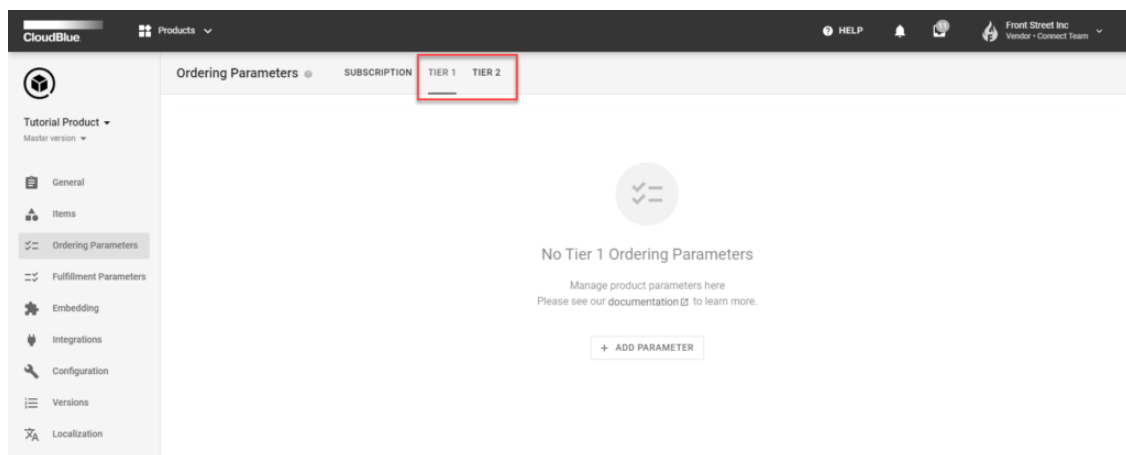 CloudBlue
Products
HELP
Front Street Inc
Vendor • Connect Team
Ordering Parameters
SUBSCRIPTION TIER 1 TIER 2
Tutorial Product
Master version
General
Items
Ordering Parameters
Fulfillment Parameters
Embedding
Integrations
Configuration
Versions
Localization
No Tier 1 Ordering Parameters
Manage product parameters here
Please see our documentation to learn more.
+ ADD PARAMETER